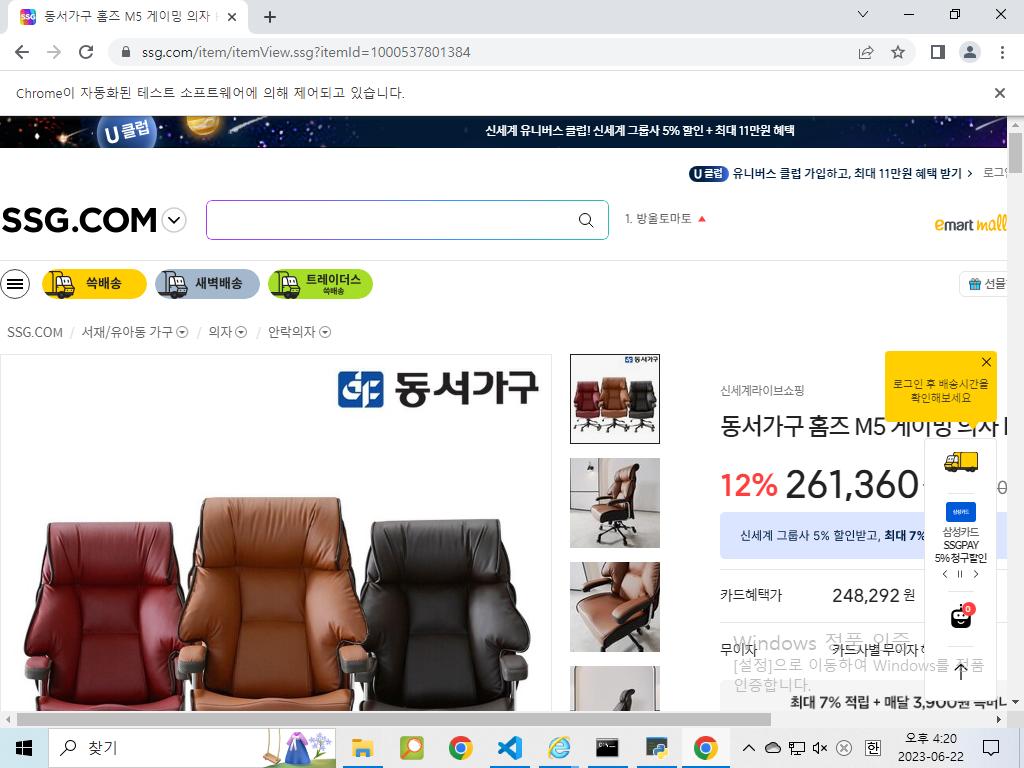 동서가구 홈즈 M5 게이밍 의자
ssg.com/item/itemView.ssg?itemId=1000537801384
Chrome이 자동화된 테스트 소프트웨어에 의해 제어되고 있습니다.
U 클럽
신세계 유니버스 클럽! 신세계 그룹사 5% 할인 + 최대 11만원 혜택
U 클럽 유니버스 클럽 가입하고, 최대 11만원 혜택 받기 >
SSG.COM
1. 방울토마토
emart mall
쓱배송
새벽배송
트레이더스
쓱배송
선물
SSG.COM / 서재/유아동 가구 / 의자 / 안락의자
동서가구
동서가구
로그인 후 배송시간을
확인해보세요
신세계라이브쇼핑
동서가구 홈즈 M5 게이밍 의자
12% 261,360
신세계 그룹사 5% 할인받고, 최대 7%
삼성카드
삼성카드
SSGPAY
5% 청구할인
카드혜택가 248,292 원
0
무이자 카드사별 무이자
Windows 정품 인증
[설정]으로 이동하여 Windows를 정품
인증합니다.
최대 7% 적립 + 매달 3,900원
찾기
오후 4:20
한
2023-06-22